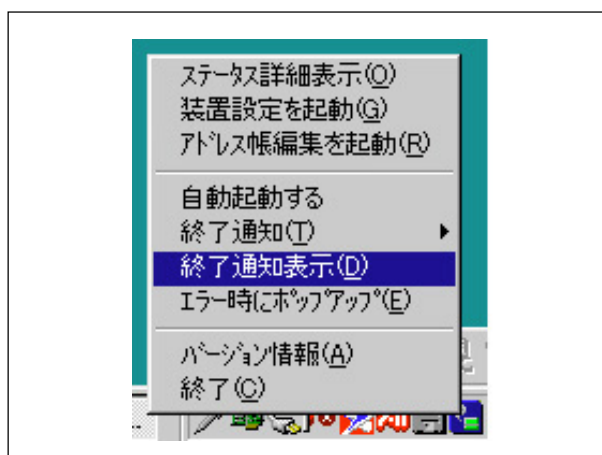 ステータス詳細表示(O)
装置設定を起動(G)
アドレス帳編集を起動(R)
自動起動する
終了通知(T)
終了通知表示(D)
エラー時にポップアップ(E)
バージョン情報(A)
終了(C)